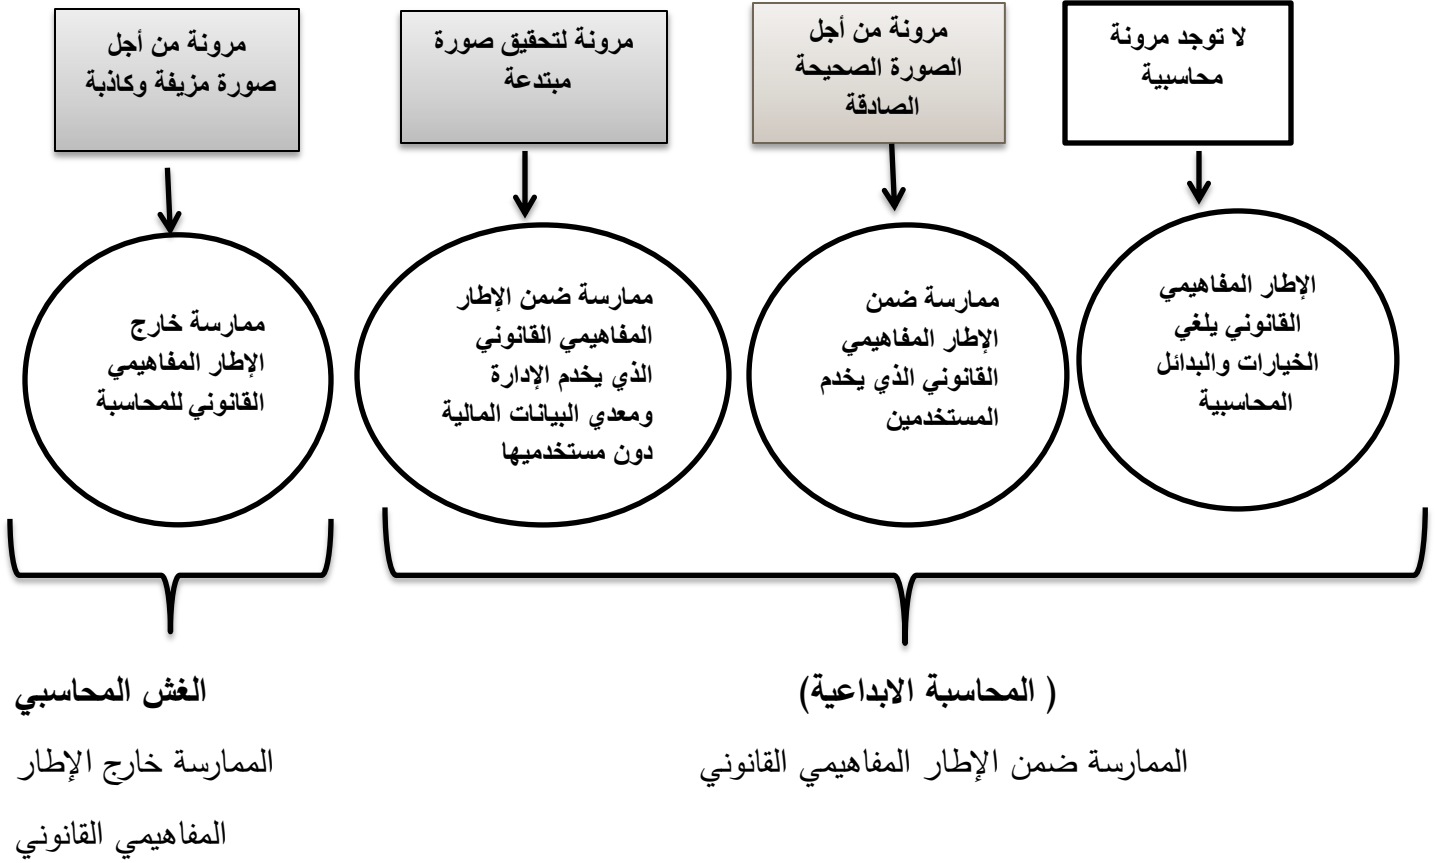 لا توجد مرونة
محاسبية
مرونة من أجل
الصورة الصحيحة
الصادقة
مرونة لتحقيق صورة
مبتدعة
مرونة من أجل
صورة مزيفة وكاذبة
الإطار المفاهيمي
القانوني يلغي
الخيارات والبدائل
المحاسبية
ممارسة ضمن
الإطار المفاهيمي
القانوني الذي يخدم
المستخدمين
ممارسة ضمن الإطار
المفاهيمي القانوني
الذي يخدم الإدارة
ومعدي البيانات المالية
دون مستخدميها
ممارسة خارج
الإطار المفاهيمي
القانوني للمحاسبة
( المحاسبة الابداعية)
الممارسة ضمن الإطار المفاهيمي القانوني
الغش المحاسبي
الممارسة خارج الإطار
المفاهيمي القانوني